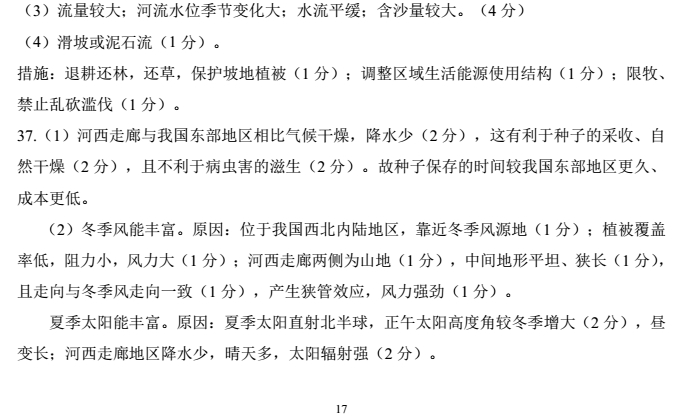 （3）流量较大；河流水位季节变化大；水流平缓；含沙量较大。（4 分）
（4）滑坡或泥石流（1 分）。
措施：退耕还林，还草，保护坡地植被（1 分）；调整区域生活能源使用结构（1 分）；限牧、
禁止乱砍滥伐（1 分）。
37.（1）河西走廊与我国东部地区相比气候干燥，降水少（2 分），这有利于种子的采收、自
然干燥（2 分），且不利于病虫害的滋生（2 分）。故种子保存的时间较我国东部地区更久、
成本更低。
（2）冬季风能丰富。原因：位于我国西北内陆地区，靠近冬季风源地（1 分）；植被覆盖
率低，阻力小，风力大（1 分）；河西走廊两侧为山地（1 分），中间地形平坦、狭长（1 分），
且走向与冬季风走向一致（1 分），产生狭管效应，风力强劲（1 分）。
夏季太阳能丰富。原因：夏季太阳直射北半球，正午太阳高度角较冬季增大（2 分），昼
变长；河西走廊地区降水少，晴天多，太阳辐射强（2 分）。
17